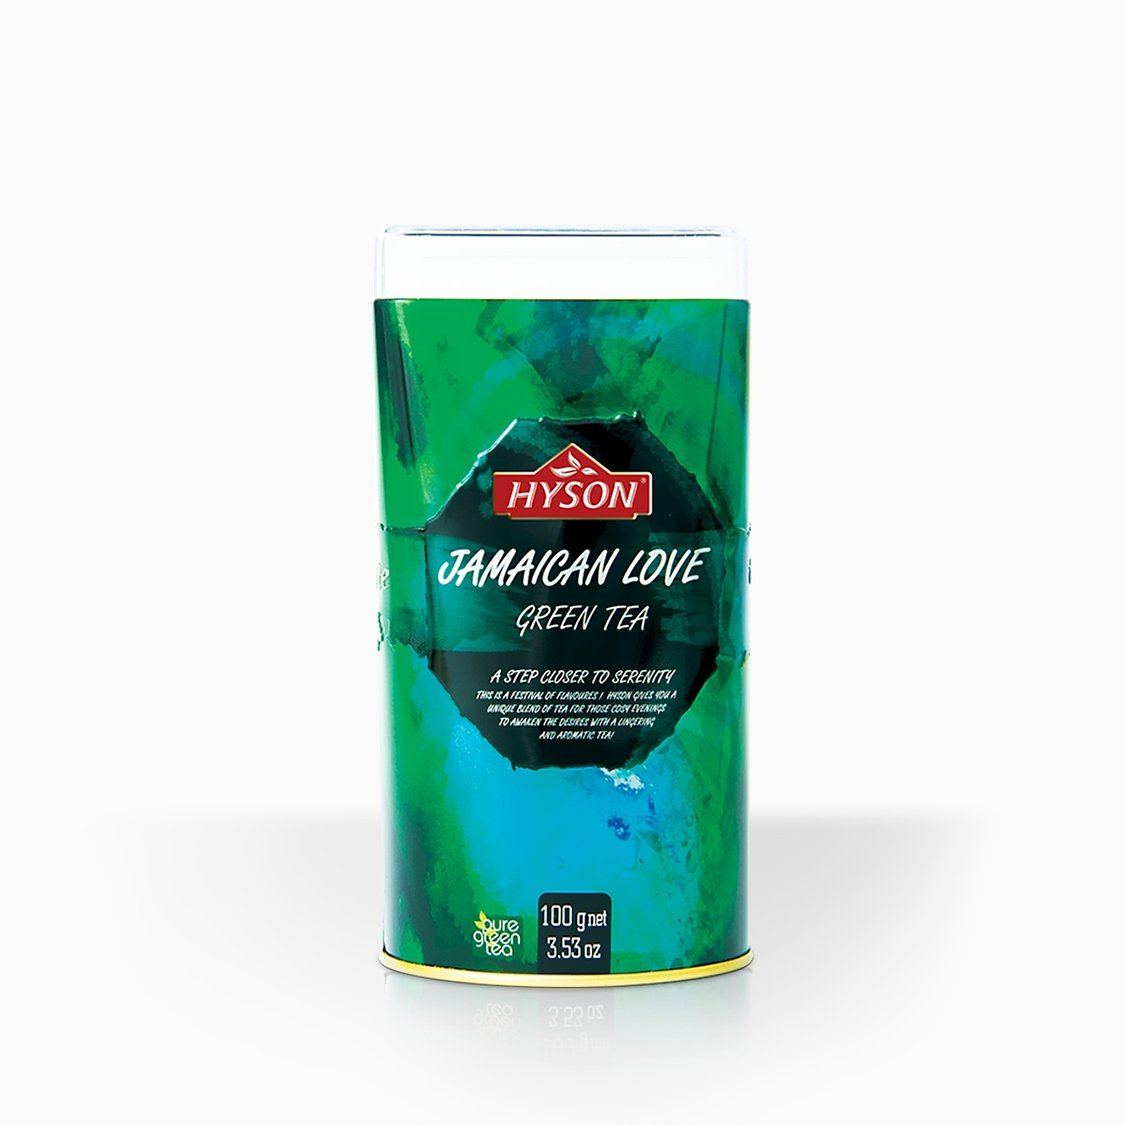 HYSON
JAMAICAN LOVE
GREEN TEA
A STEP CLOSER TO SERENITY
THIS IS A FESTIVAL OF FLAVOURES! HYSON GIVES YOU A
UNIQUE BLEND OF TEA FOR THOSE COSY EVENINGS
TO AWAKEN THE DESIRES WITH A LINGERING
AND AROMATIC TEA!
pure
green
tea
100 g net
3.53 oz